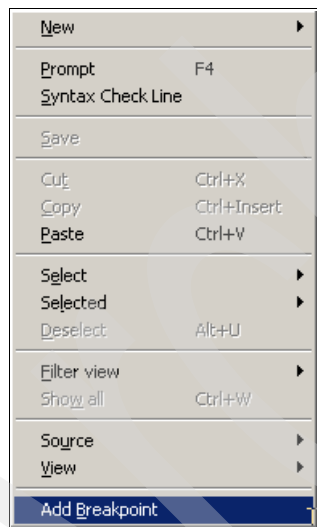 New
Prompt F4
Syntax Check Line
Save
Cut Ctrl+X
Copy Ctrl+Insert
Paste Ctrl+V
Select
Selected
Deselect Alt+U
Filter view
Show all Ctrl+W
Source
View
Add Breakpoint